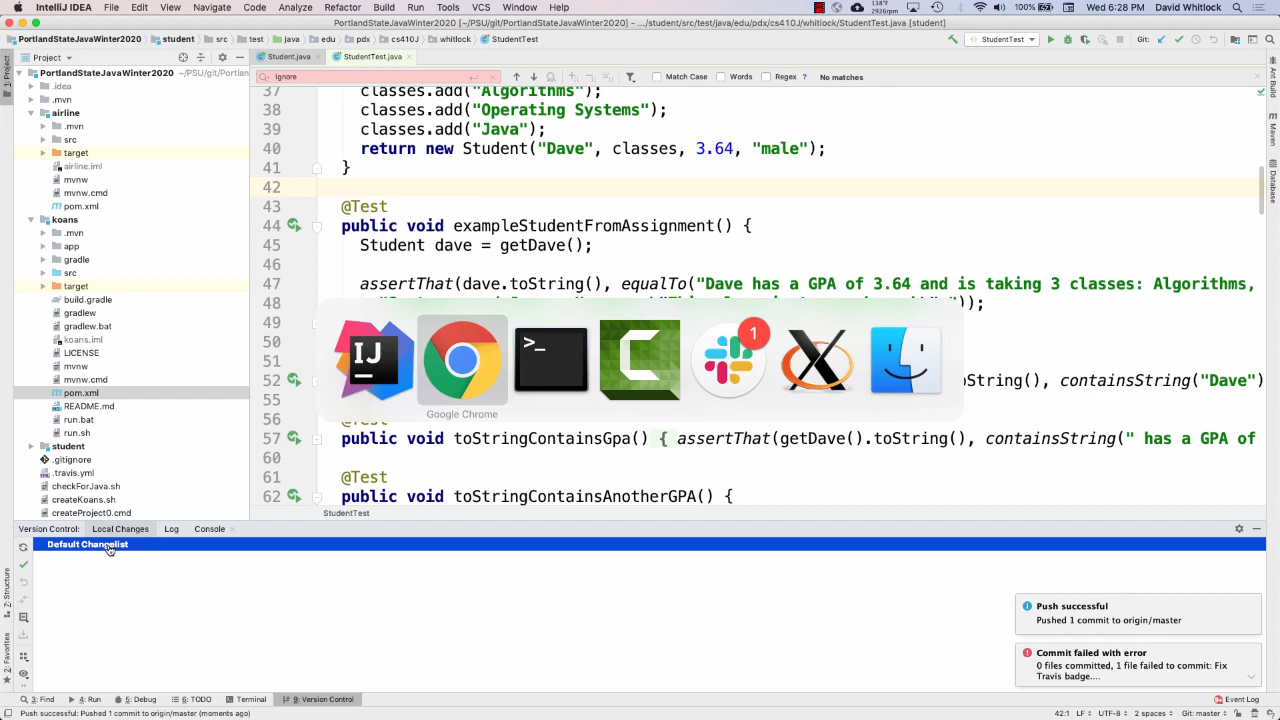 IntelliJ IDEA File Edit View Navigate Code Analyze Refactor Build Run Tools VCS Window Help
100% Wed 6:28 PM David Whitlock
PortlandStateJavaWinter2020 [~/PSU/git/PortlandStateJavaWinter2020] - .../student/src/test/java/edu/pdx/cs410J/whitlock/StudentTest.java [student]
PortlandStateJavaWinter2020 student src test java edu pdx cs410J whitlock StudentTest
StudentTest Git:
Project
Student.java StudentTest.java
ignore Match Case Words Regex ? No matches
PortlandStateJavaWinter2020 ~/PSU/git/Portlan
.idea
.mvn
airline
.mvn
src
target
airline.iml
mvnw
mvnw.cmd
pom.xml
koans
.mvn
app
gradle
src
target
build.gradle
gradlew
gradlew.bat
koans.iml
LICENSE
mvnw
mvnw.cmd
pom.xml
README.md
run.bat
run.sh
student
.gitignore
.travis.yml
checkForJava.sh
createKoans.sh
createProject0.cmd
37 classes.add("Algorithms");
38 classes.add("Operating Systems");
39 classes.add("Java");
40 return new Student("Dave", classes, 3.64, "male");
41 }
42
43 @Test
44 public void exampleStudentFromAssignment() {
45 Student dave = getDave();
46
47 assertThat(dave.toString(), equalTo("Dave has a GPA of 3.64 and is taking 3 classes: Algorithms,
48
49
50
51
52 toString(), containsString("Dave")
55
56 @Test
57 public void toStringContainsGpa() { assertThat(getDave().toString(), containsString(" has a GPA of
60
61 @Test
62 public void toStringContainsAnotherGPA() {
StudentTest
IJ
>_
C
1
X
Google Chrome
1: Project
7: Structure
2: Favorites
Ant Build
Maven
Database
Version Control: Local Changes Log Console
Default Changelist
Push successful
Pushed 1 commit to origin/master
Commit failed with error
0 files committed, 1 file failed to commit: Fix
Travis badge....
3: Find 4: Run 5: Debug 6: TODO Terminal 9: Version Control Event Log
Push successful: Pushed 1 commit to origin/master (moments ago) 42:1 LF UTF-8 2 spaces Git: master